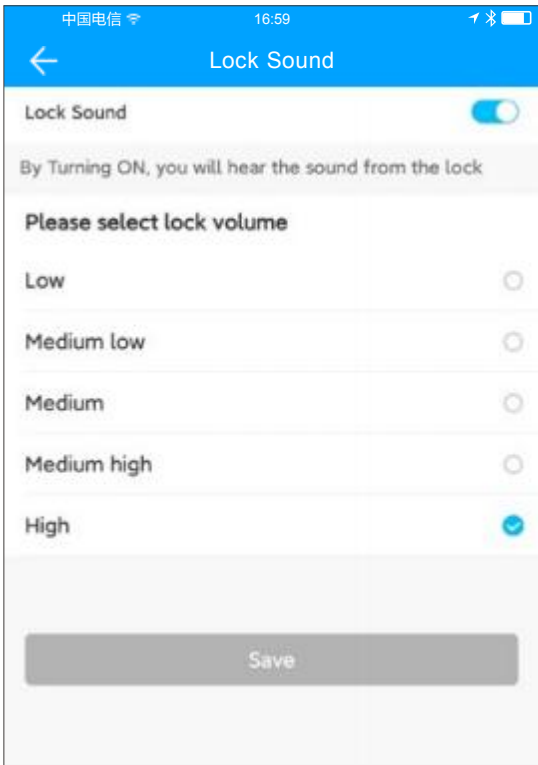 中国电信 16:59
Lock Sound
Lock Sound
By Turning ON, you will hear the sound from the lock
Please select lock volume
Low
Medium low
Medium
Medium high
High
Save